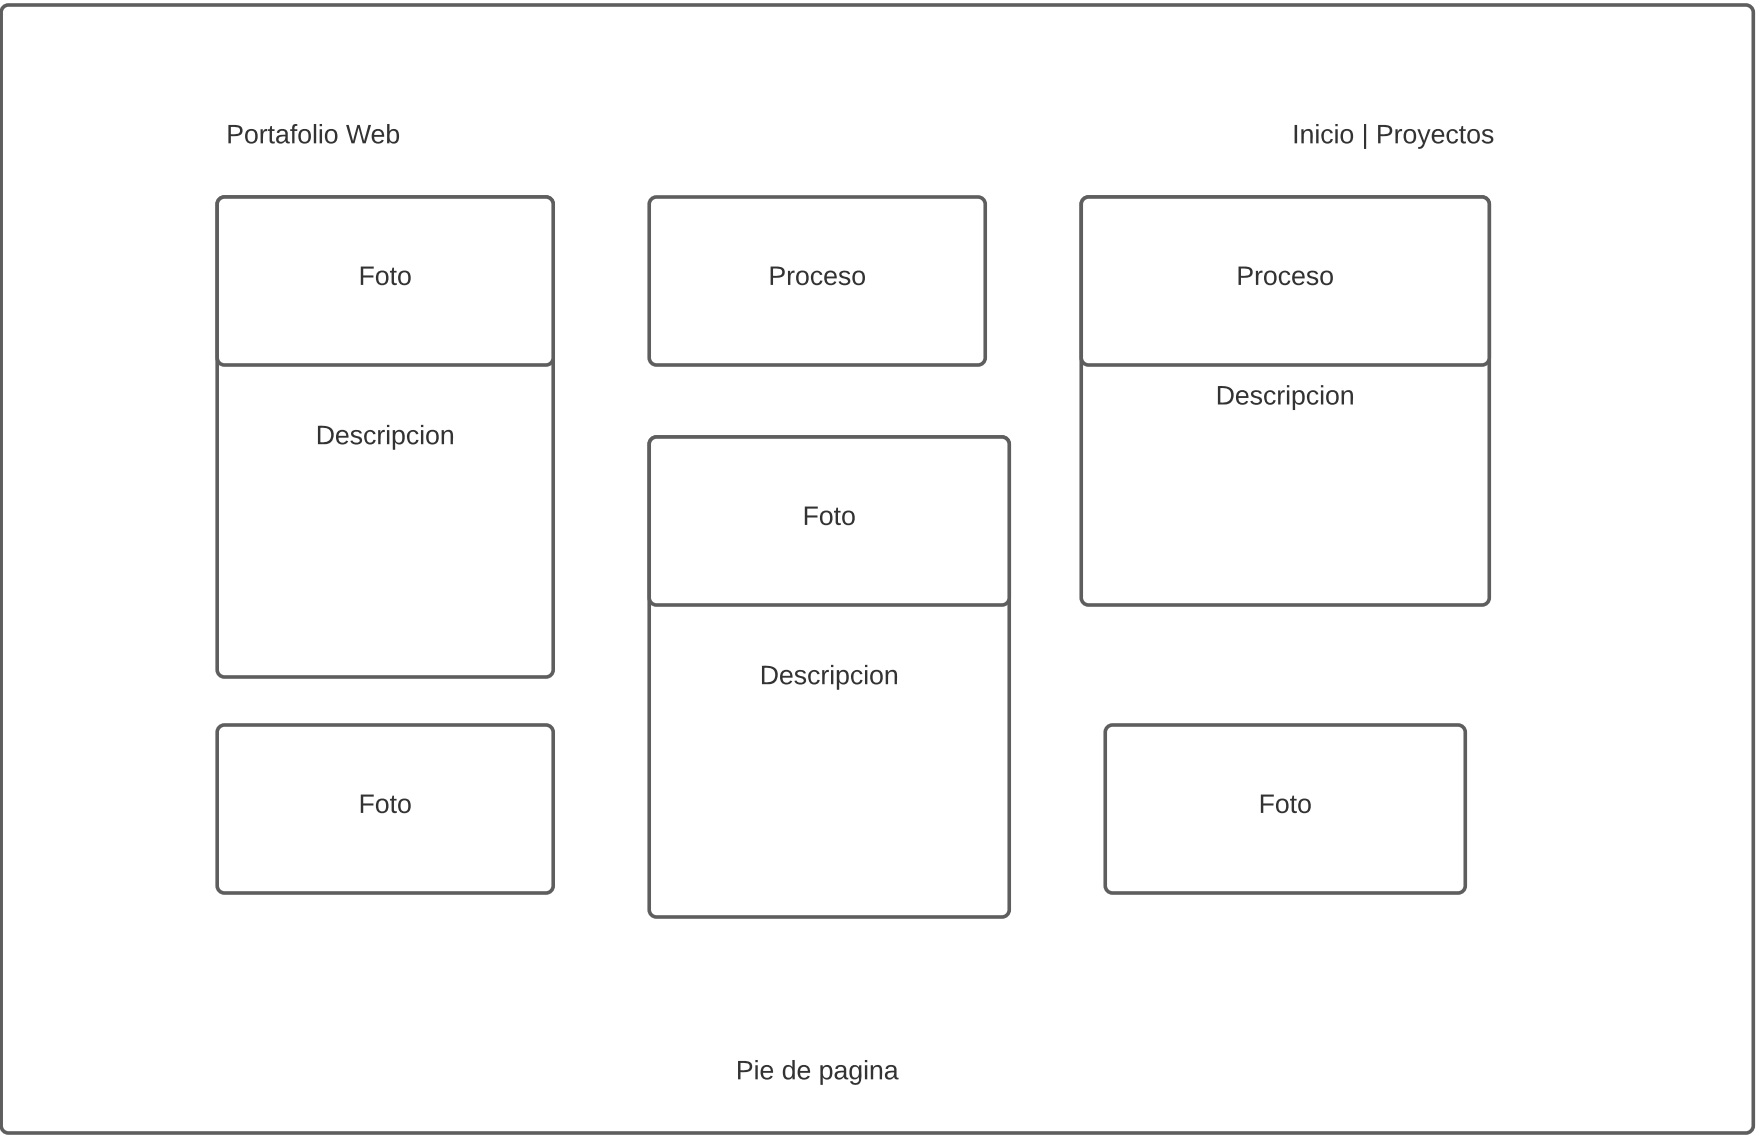 Portafolio Web
Inicio | Proyectos
Foto
Proceso
Proceso
Descripcion
Descripcion
Foto
Descripcion
Foto
Foto
Pie de pagina